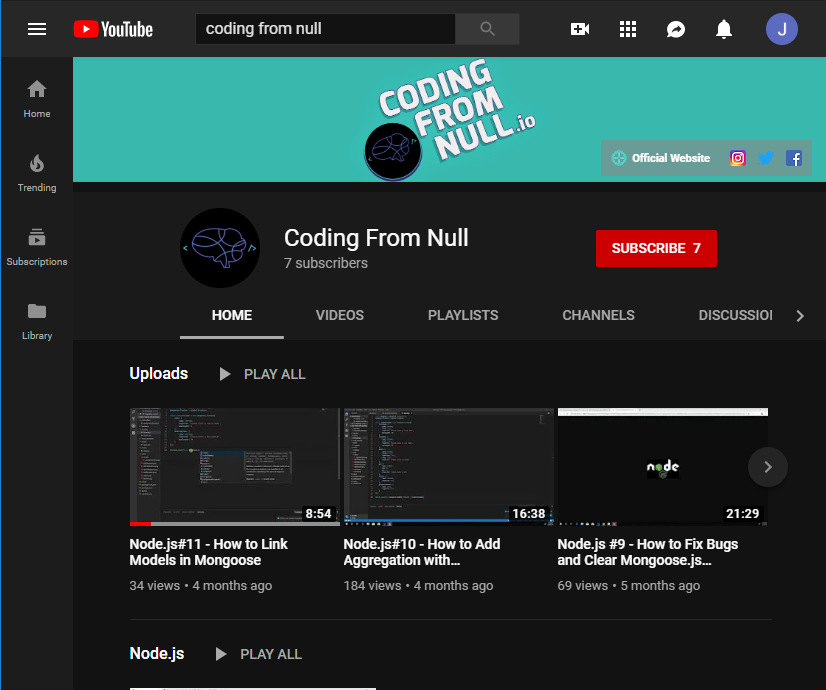 YouTube
coding from null
J
Home
Trending
Subscriptions
Library
CODING
FROM
NULL.io
Official Website
Coding From Null
7 subscribers
SUBSCRIBE 7
HOME VIDEOS PLAYLISTS CHANNELS DISCUSSION
Uploads PLAY ALL
8:54
16:38
node
21:29
Node.js#11 - How to Link
Models in Mongoose
34 views • 4 months ago
Node.js#10 - How to Add
Aggregation with...
184 views • 4 months ago
Node.js #9 - How to Fix Bugs
and Clear Mongoose.js...
69 views • 5 months ago
Node.js PLAY ALL